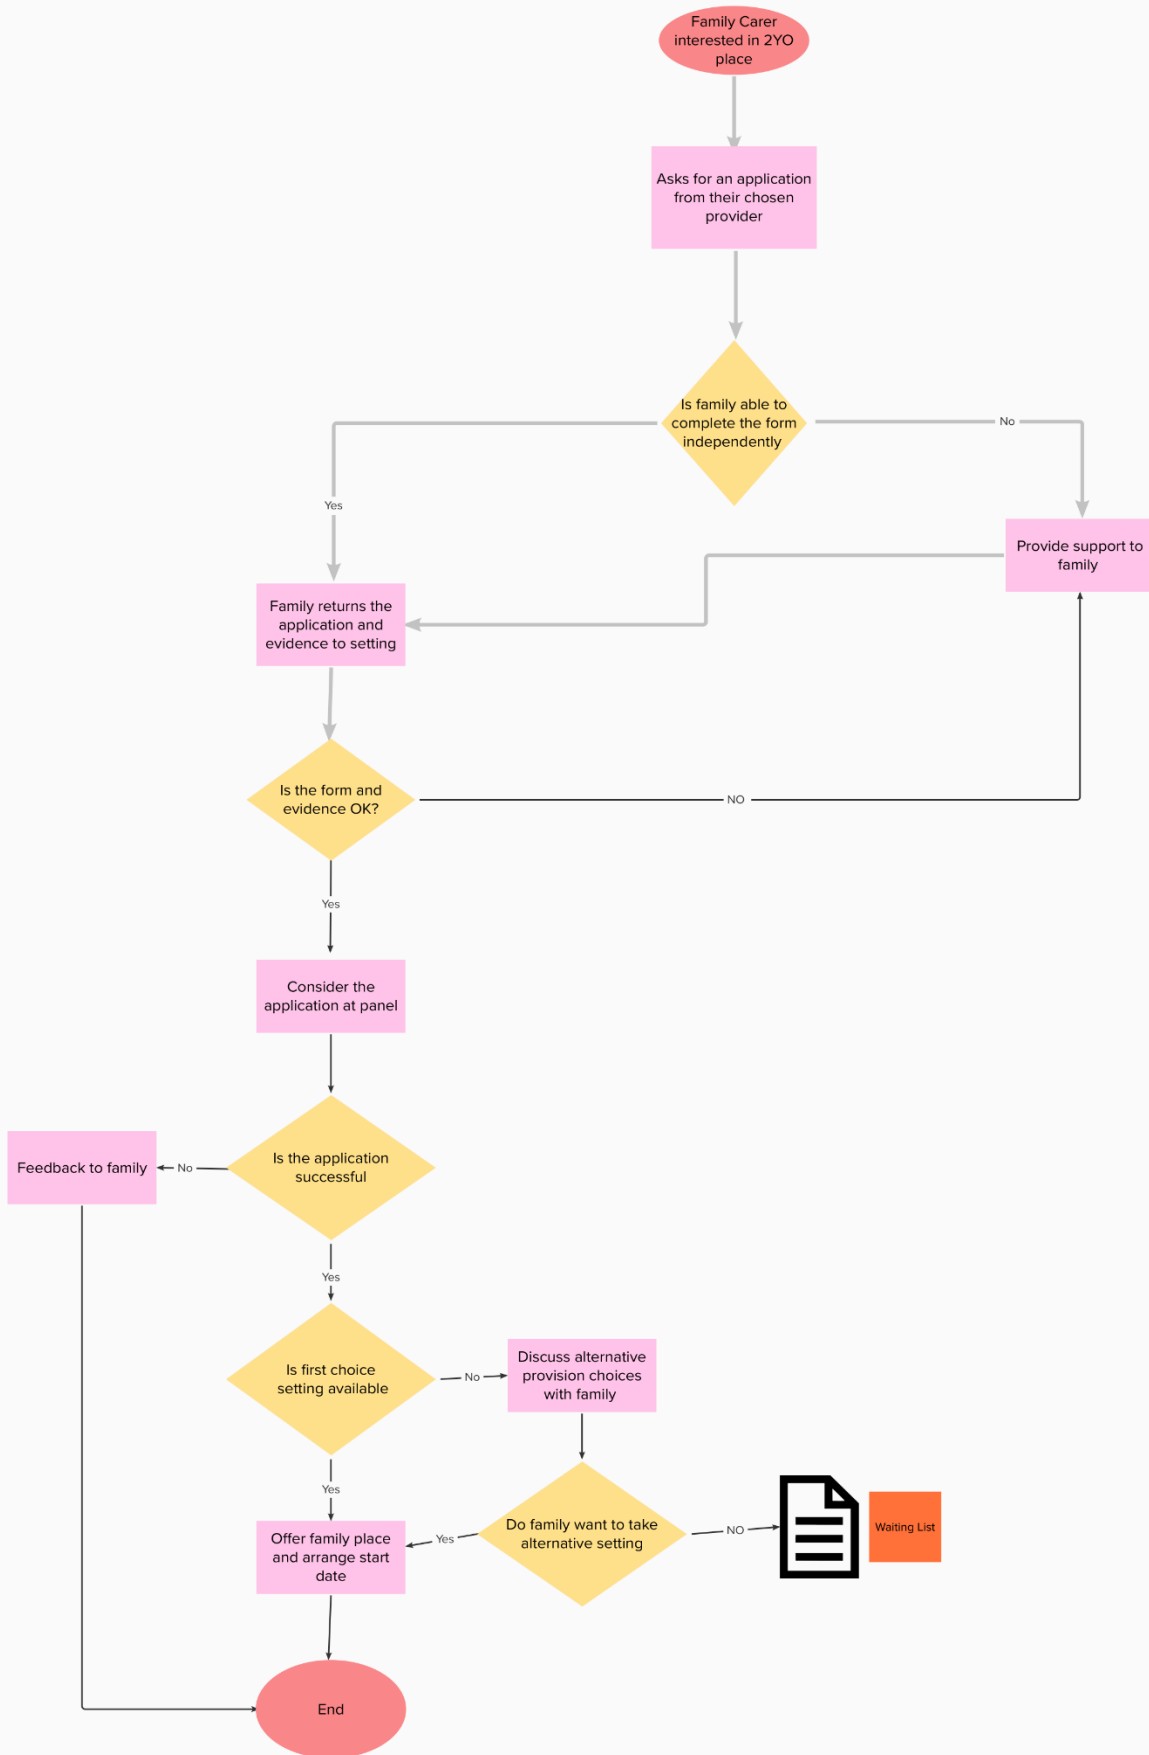 Family Carer
interested in 2YO
place
Asks for an application
from their chosen
provider
Is family able to
complete the form
independently
No
Yes
Provide support to
family
Family returns the
application and
evidence to setting
Is the form and
evidence OK?
NO
Yes
Consider the
application at panel
Is the application
successful
No
Feedback to family
Yes
Is first choice
setting available
No
Discuss alternative
provision choices
with family
Yes
Do family want to take
alternative setting
Yes
NO
Waiting List
Offer family place
and arrange start
date
End